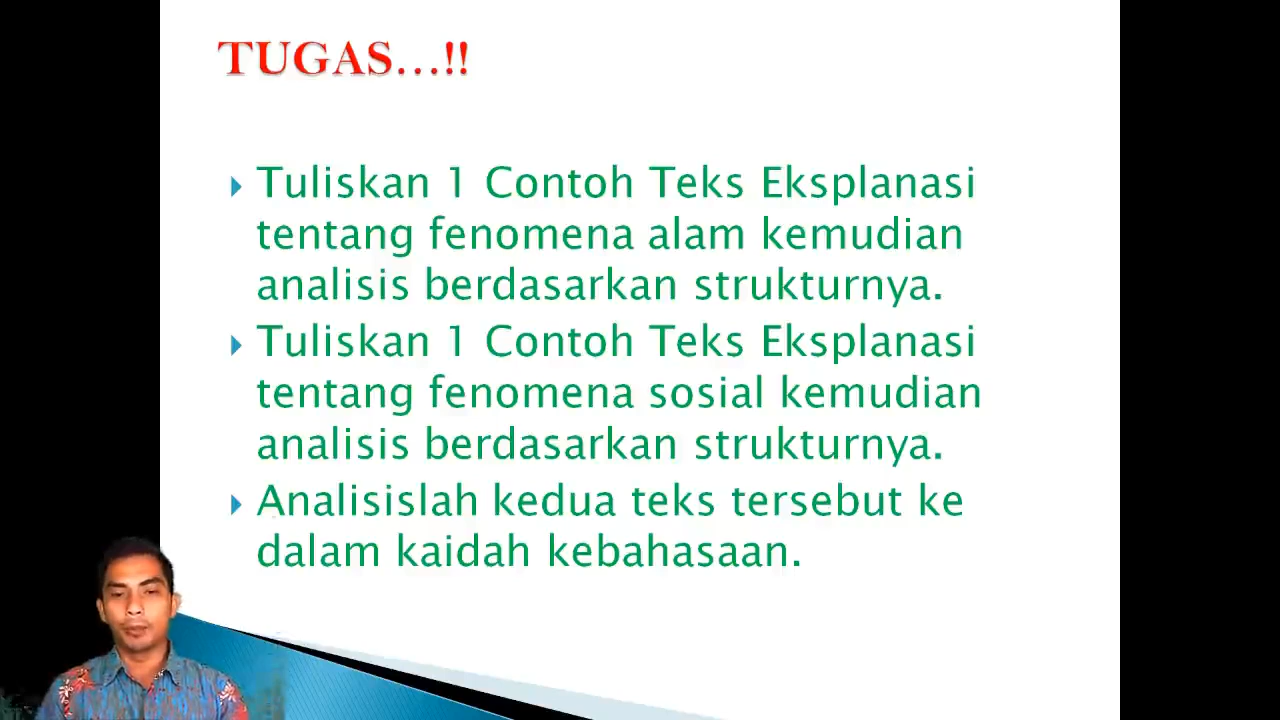 TUGAS...!!
Tuliskan 1 Contoh Teks Eksplanasi
tentang fenomena alam kemudian
analisis berdasarkan strukturnya.
Tuliskan 1 Contoh Teks Eksplanasi
tentang fenomena sosial kemudian
analisis berdasarkan strukturnya.
Analisislah kedua teks tersebut ke
dalam kaidah kebahasaan.